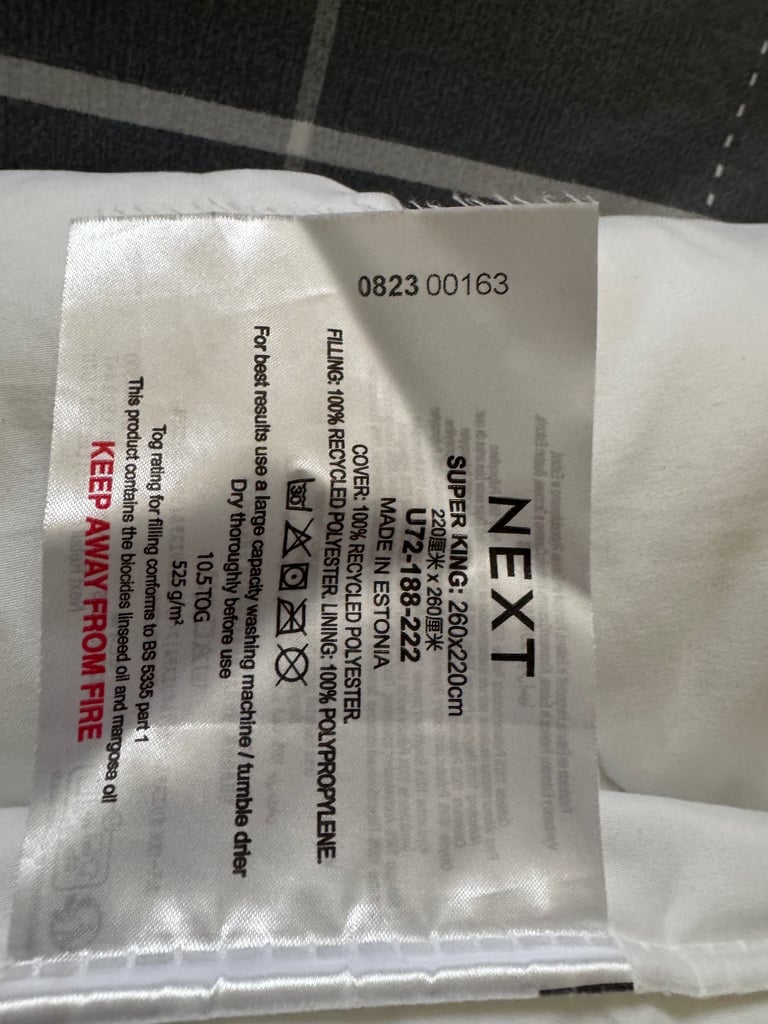 0823 00163
NEXT
SUPER KING: 260x220cm
220厘米 x 260厘米
U72-188-222
MADE IN ESTONIA
COVER: 100% RECYCLED POLYESTER.
FILLING: 100% RECYCLED POLYESTER. LINING: 100% POLYPROPYLENE.
30
For best results use a large capacity washing machine / tumble drier
Dry thoroughly before use
10.5 TOG
525 g/m²
Tog rating for filling conforms to BS 5335 part 1
This product contains the biocides linseed oil and margosa oil
KEEP AWAY FROM FIRE